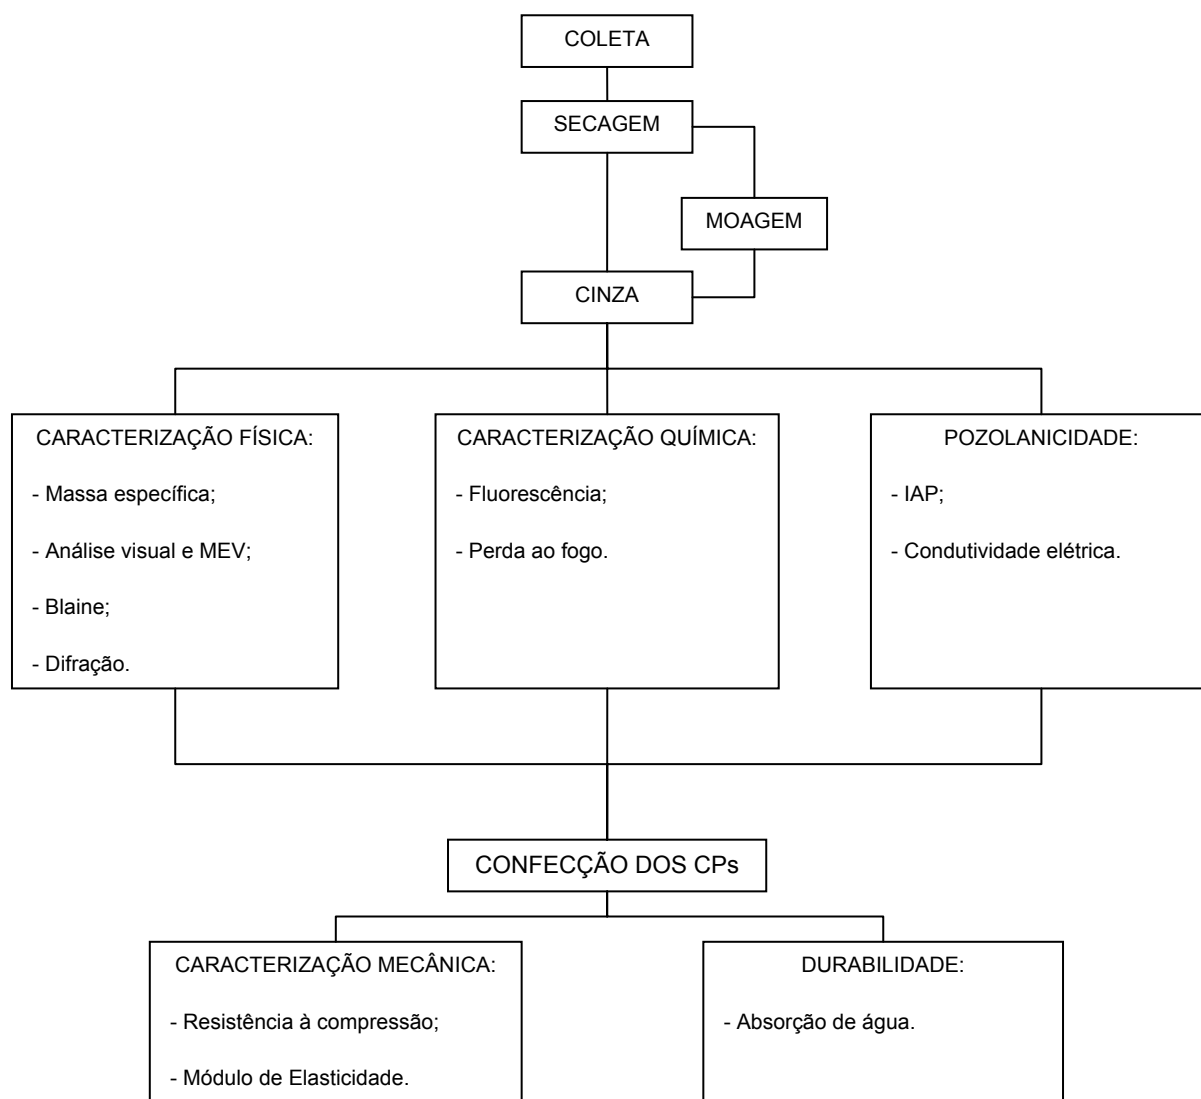 COLETA
SECAGEM
MOAGEM
CINZA
CARACTERIZAÇÃO FÍSICA:
- Massa específica;
- Análise visual e MEV;
- Blaine;
- Difração.
CARACTERIZAÇÃO QUÍMICA:
- Fluorescência;
- Perda ao fogo.
POZOLANICIDADE:
- IAP;
- Condutividade elétrica.
CONFECÇÃO DOS CPs
CARACTERIZAÇÃO MECÂNICA:
- Resistência à compressão;
- Módulo de Elasticidade.
DURABILIDADE:
- Absorção de água.